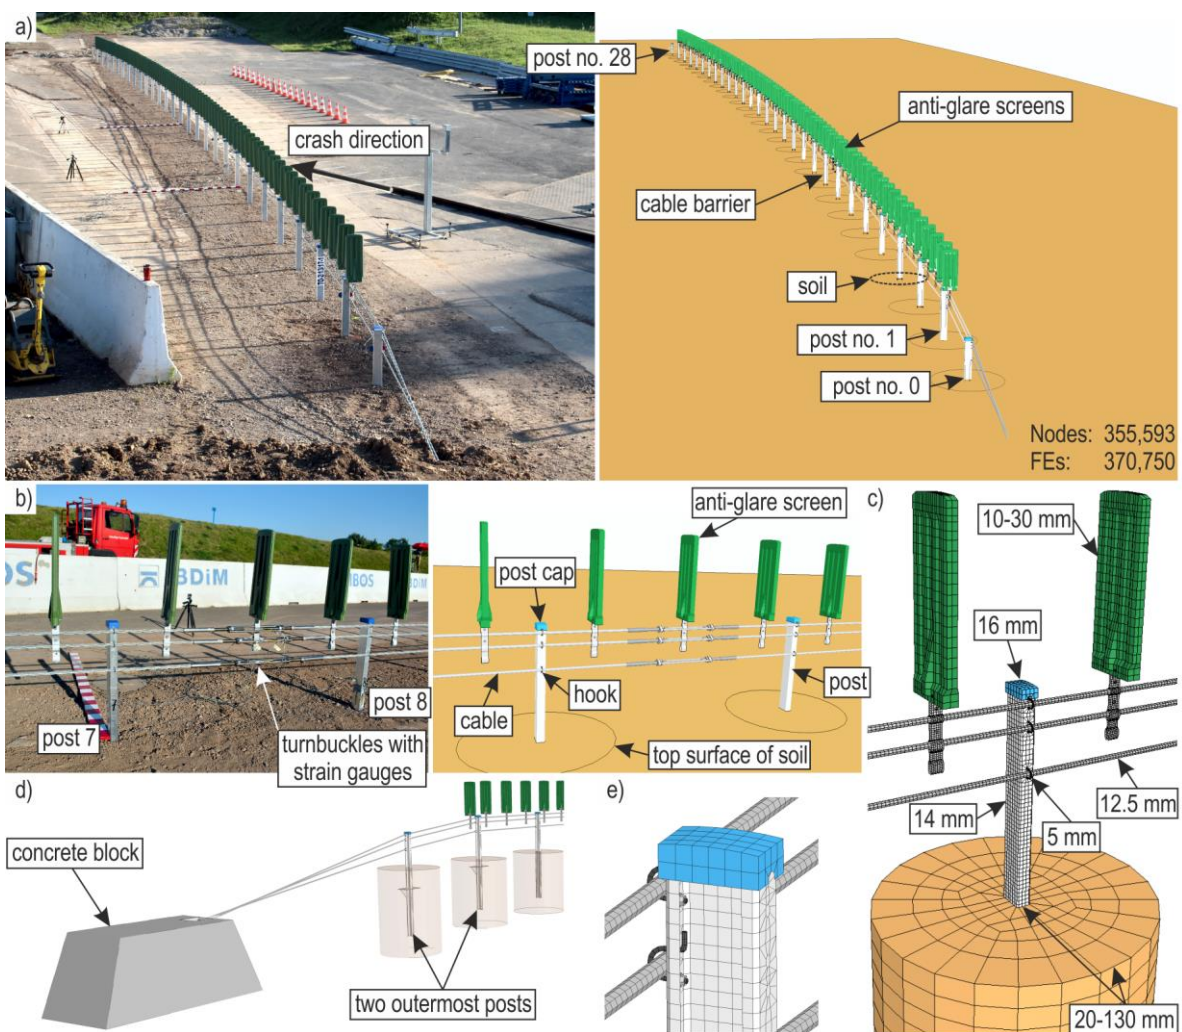 a)
post no. 28
anti-glare screens
crash direction
cable barrier
soil
post no. 1
post no. 0
Nodes: 355,593
FEs: 370,750
b)
BDiM
post 7
post 8
turnbuckles with
strain gauges
anti-glare screen
post cap
hook
post
cable
top surface of soil
c)
10-30 mm
16 mm
12.5 mm
14 mm
5 mm
20-130 mm
d)
concrete block
two outermost posts
e)